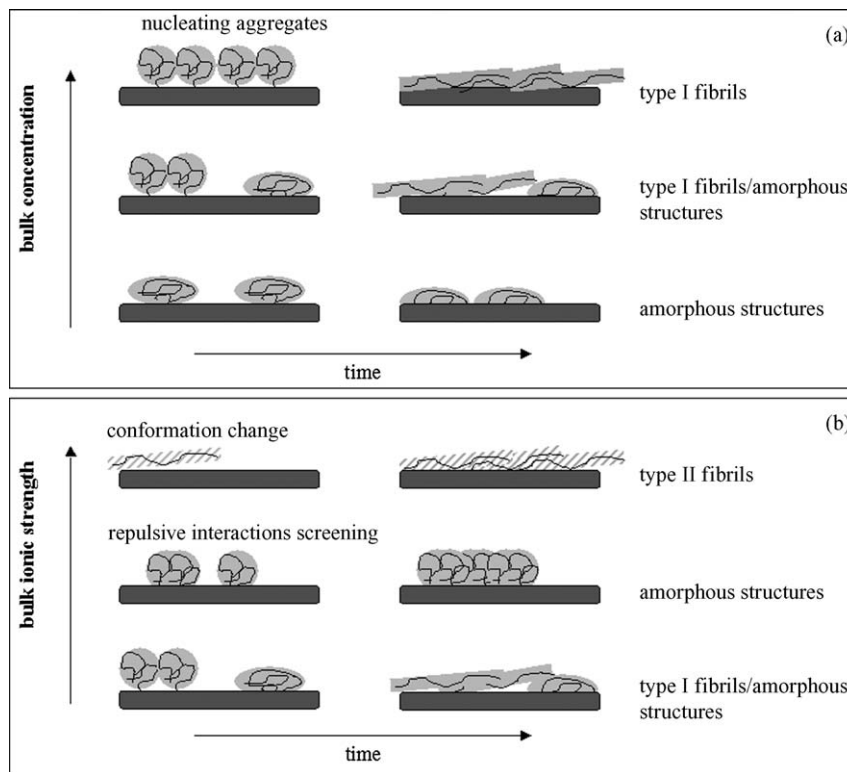 nucleating aggregates
(a)
type I fibrils
type I fibrils/amorphous
structures
amorphous structures
bulk concentration
time
(b)
conformation change
type II fibrils
repulsive interactions screening
amorphous structures
type I fibrils/amorphous
structures
bulk ionic strength
time